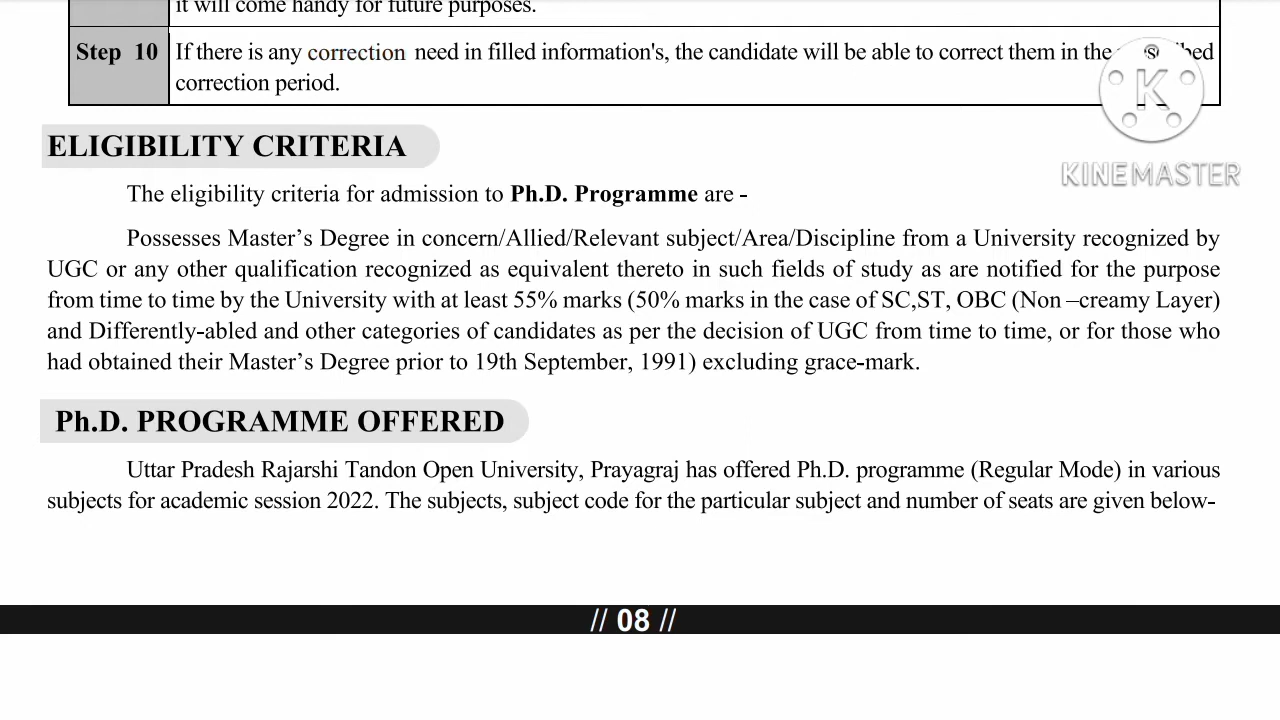 it will come handy for future purposes.
Step 10 If there is any correction need in filled information's, the candidate will be able to correct them in the
correction period.
K
KINEMASTER
ELIGIBILITY CRITERIA
The eligibility criteria for admission to Ph.D. Programme are -
Possesses Master’s Degree in concern/Allied/Relevant subject/Area/Discipline from a University recognized by
UGC or any other qualification recognized as equivalent thereto in such fields of study as are notified for the purpose
from time to time by the University with at least 55% marks (50% marks in the case of SC,ST, OBC (Non –creamy Layer)
and Differently-abled and other categories of candidates as per the decision of UGC from time to time, or for those who
had obtained their Master’s Degree prior to 19th September, 1991) excluding grace-mark.
Ph.D. PROGRAMME OFFERED
Uttar Pradesh Rajarshi Tandon Open University, Prayagraj has offered Ph.D. programme (Regular Mode) in various
subjects for academic session 2022. The subjects, subject code for the particular subject and number of seats are given below-
// 08 //